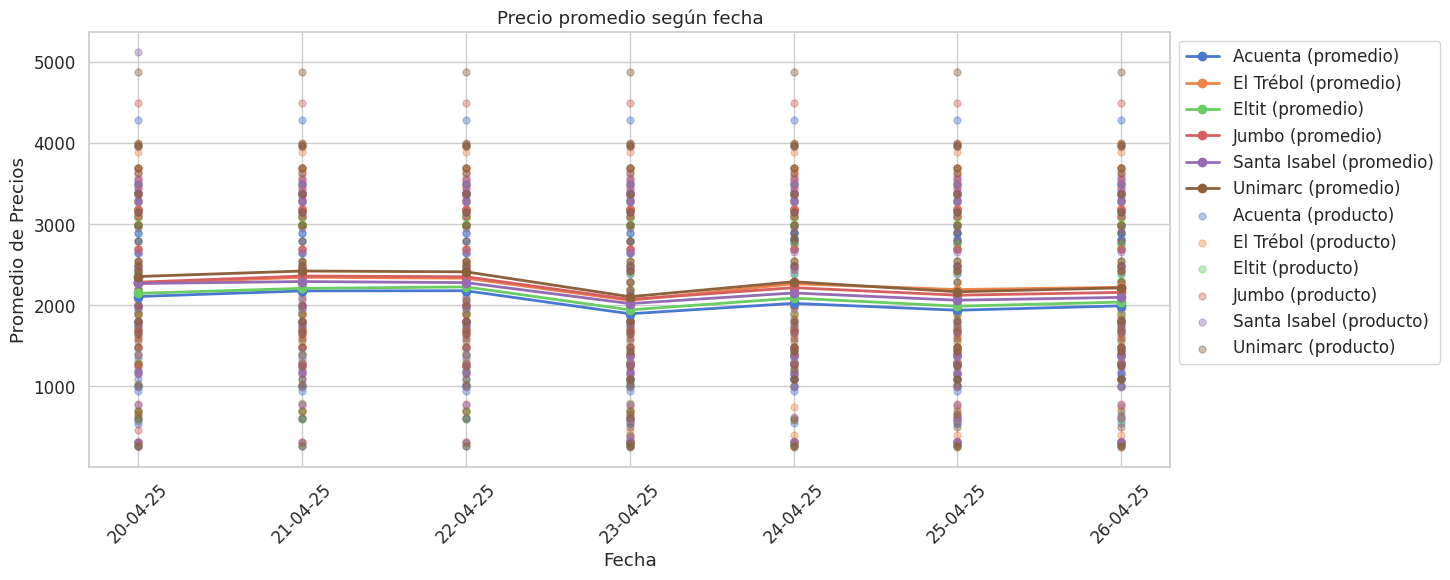 Precio promedio según fecha
Promedio de Precios
5000
4000
3000
2000
1000
20-04-25
21-04-25
22-04-25
23-04-25
24-04-25
25-04-25
26-04-25
Fecha
Acuenta (promedio)
El Trébol (promedio)
Eltit (promedio)
Jumbo (promedio)
Santa Isabel (promedio)
Unimarc (promedio)
Acuenta (producto)
El Trébol (producto)
Eltit (producto)
Jumbo (producto)
Santa Isabel (producto)
Unimarc (producto)